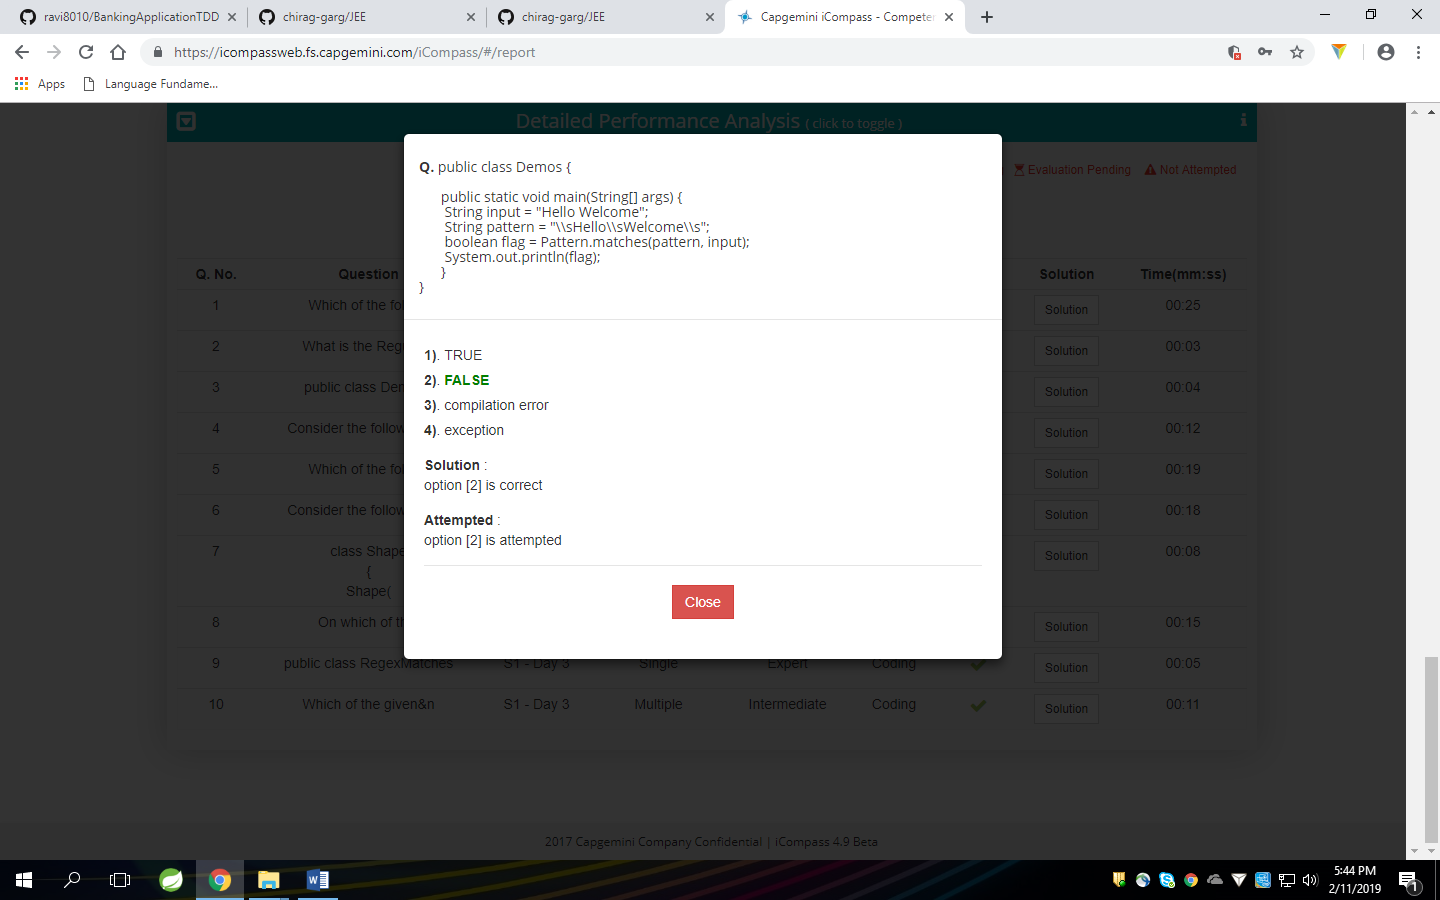 ravi8010/BankingApplicationTDD
chirag-garg/JEE
chirag-garg/JEE
Capgemini iCompass - Competen
https://icompassweb.fs.capgemini.com/iCompass/#/report
Apps
Language Fundame...
Detailed Performance Analysis ( click to toggle )
Evaluation Pending
Not Attempted
Q. public class Demos {
public static void main(String[] args) {
String input = "Hello Welcome";
String pattern = "\\sHello\\sWelcome\\s";
boolean flag = Pattern.matches(pattern, input);
System.out.println(flag);
}
}
1). TRUE
2). FALSE
3). compilation error
4). exception
Solution :
option [2] is correct
Attempted :
option [2] is attempted
Close
Q. No. Question Solution Time(mm:ss)
1 Which of the fo Solution 00:25
2 What is the Reg Solution 00:03
3 public class Der Solution 00:04
4 Consider the follow Solution 00:12
5 Which of the fo Solution 00:19
6 Consider the follow Solution 00:18
7 class Shape Solution 00:08
{
Shape(
8 On which of t Solution 00:15
9 public class RegexMatches S1 - Day 3 Single Expert Coding Solution 00:05
10 Which of the given&n S1 - Day 3 Multiple Intermediate Coding Solution 00:11
2017 Capgemini Company Confidential | iCompass 4.9 Beta
5:44 PM
2/11/2019
1